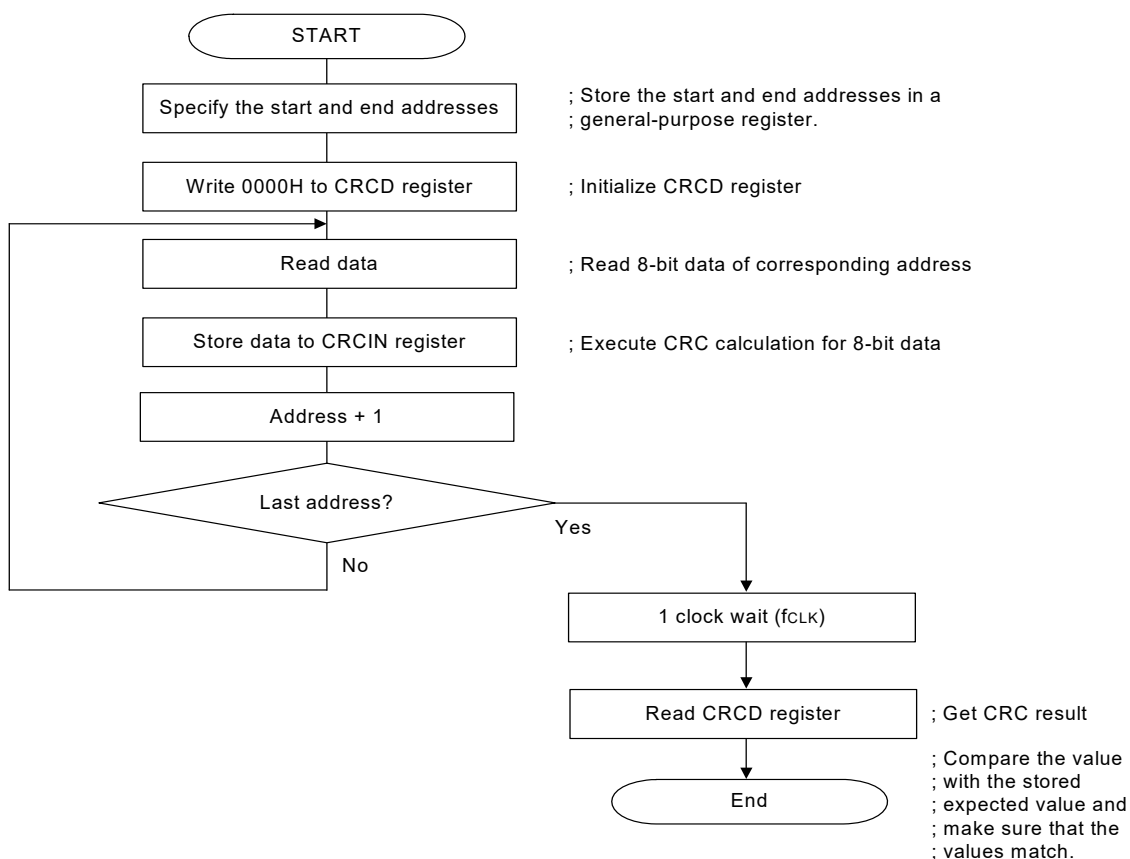 START
Specify the start and end addresses
; Store the start and end addresses in a
; general-purpose register.
Write 0000H to CRCD register
; Initialize CRCD register
Read data
; Read 8-bit data of corresponding address
Store data to CRCIN register
; Execute CRC calculation for 8-bit data
Address + 1
Last address?
Yes
No
1 clock wait (fCLK)
Read CRCD register
; Get CRC result
; Compare the value
; with the stored
; expected value and
; make sure that the
; values match.
End